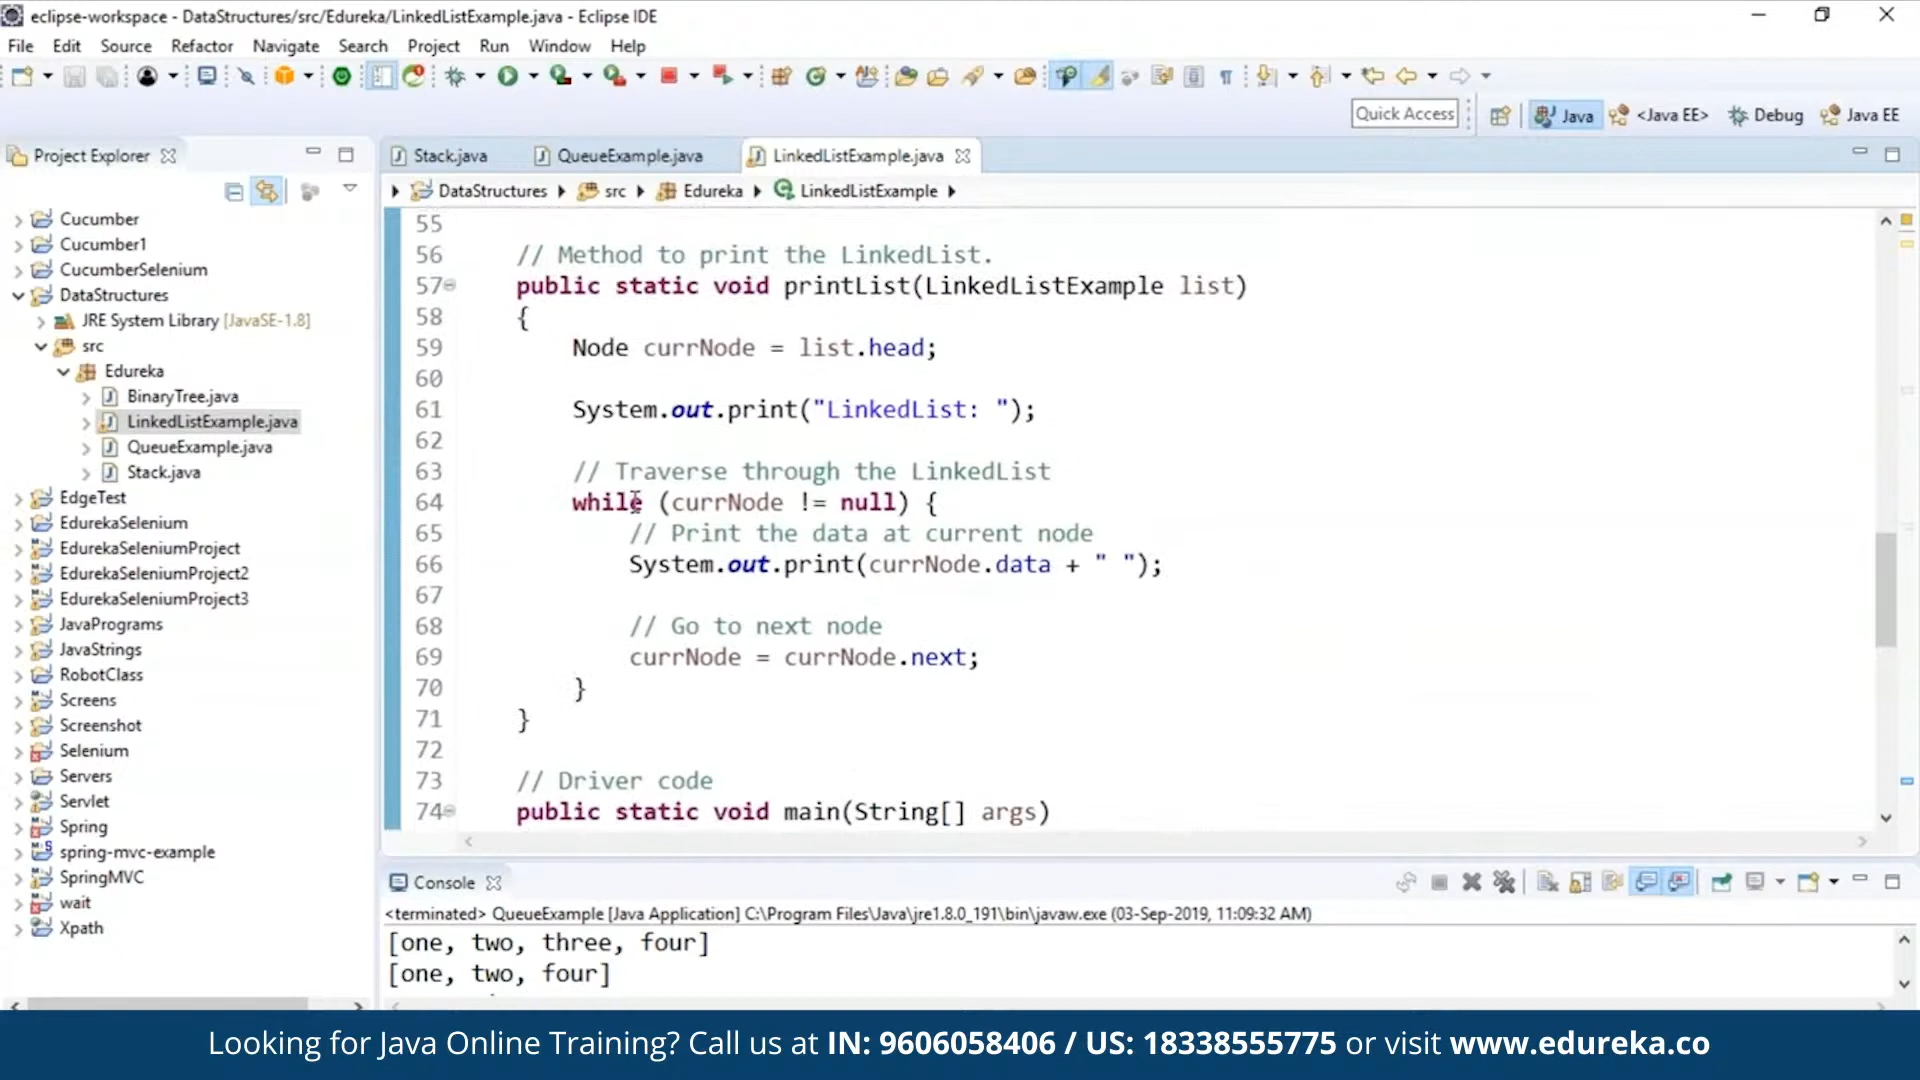 eclipse-workspace - DataStructures/src/Edureka/LinkedListExample.java - Eclipse IDE
File Edit Source Refactor Navigate Search Project Run Window Help
Quick Access
Java <Java EE> Debug Java EE
Project Explorer
Cucumber
Cucumber1
CucumberSelenium
DataStructures
JRE System Library [JavaSE-1.8]
src
Edureka
BinaryTree.java
LinkedListExample.java
QueueExample.java
Stack.java
EdgeTest
EdurekaSelenium
EdurekaSeleniumProject
EdurekaSeleniumProject2
EdurekaSeleniumProject3
JavaPrograms
JavaStrings
RobotClass
Screens
Screenshot
Selenium
Servers
Servlet
Spring
spring-mvc-example
SpringMVC
wait
Xpath
Stack.java QueueExample.java LinkedListExample.java
DataStructures src Edureka LinkedListExample
55
56 // Method to print the LinkedList.
57 public static void printList(LinkedListExample list)
58 {
59 Node currNode = list.head;
60
61 System.out.print("LinkedList: ");
62
63 // Traverse through the LinkedList
64 while (currNode != null) {
65 // Print the data at current node
66 System.out.print(currNode.data + " ");
67
68 // Go to next node
69 currNode = currNode.next;
70 }
71 }
72
73 // Driver code
74 public static void main(String[] args)
Console
<terminated> QueueExample [Java Application] C:\Program Files\Java\jre1.8.0_191\bin\javaw.exe (03-Sep-2019, 11:09:32 AM)
[one, two, three, four]
[one, two, four]
Looking for Java Online Training? Call us at IN: 9606058406 / US: 18338555775 or visit www.edureka.co